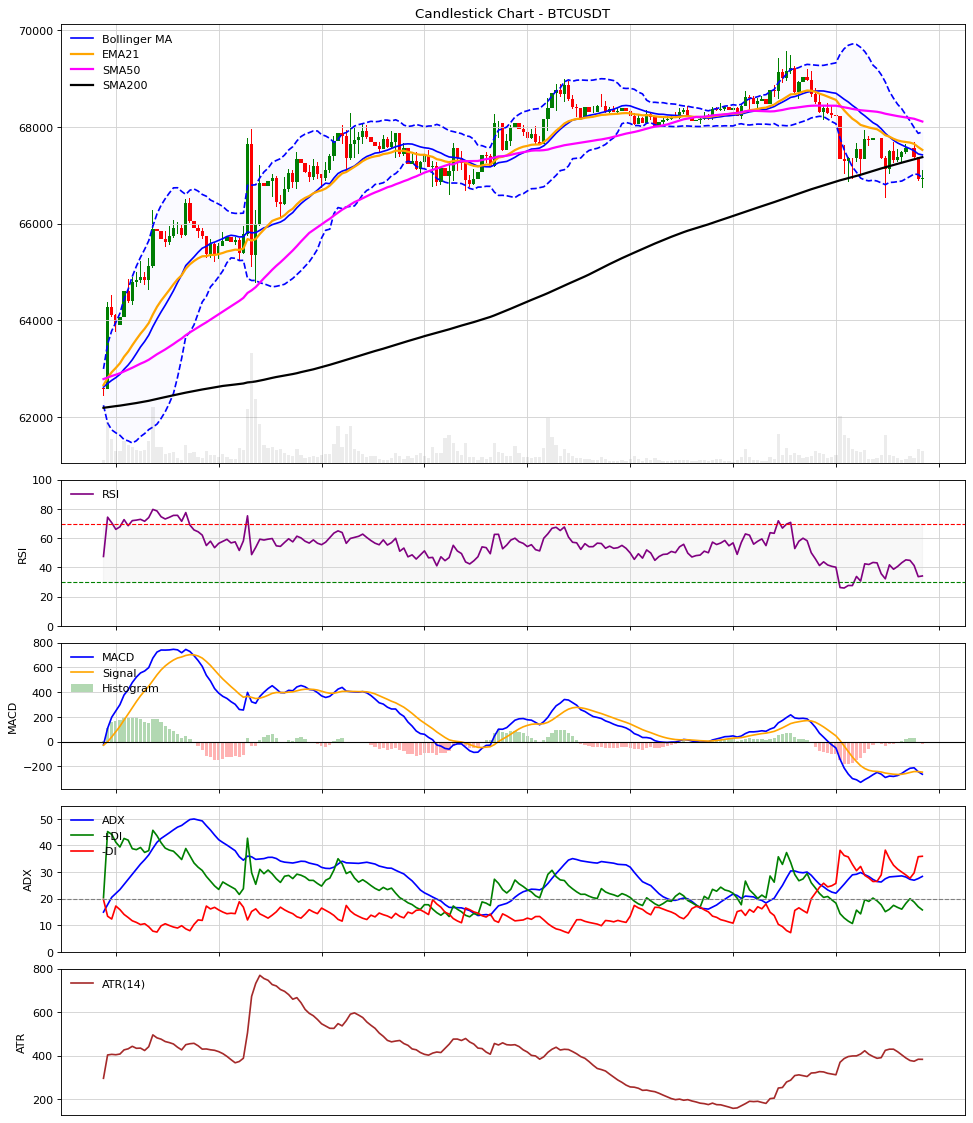 Candlestick Chart - BTCUSDT
70000
68000
66000
64000
62000
Bollinger MA
EMA21
SMA50
SMA200
100
80
60
40
20
0
RSI
RSI
800
600
400
200
0
−200
MACD
MACD
Signal
Histogram
50
40
30
20
10
0
ADX
ADX
+DI
-DI
800
600
400
200
ATR
ATR(14)